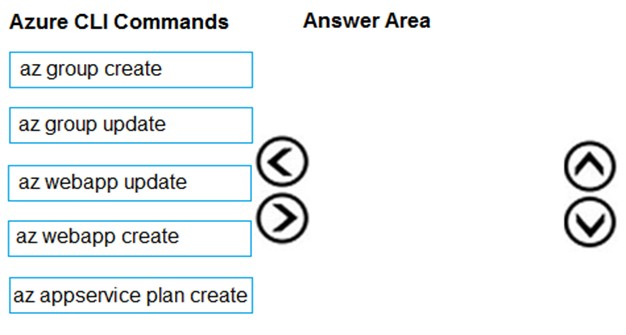 Azure CLI Commands
Answer Area
az group create
az group update
az webapp update
az webapp create
az appservice plan create